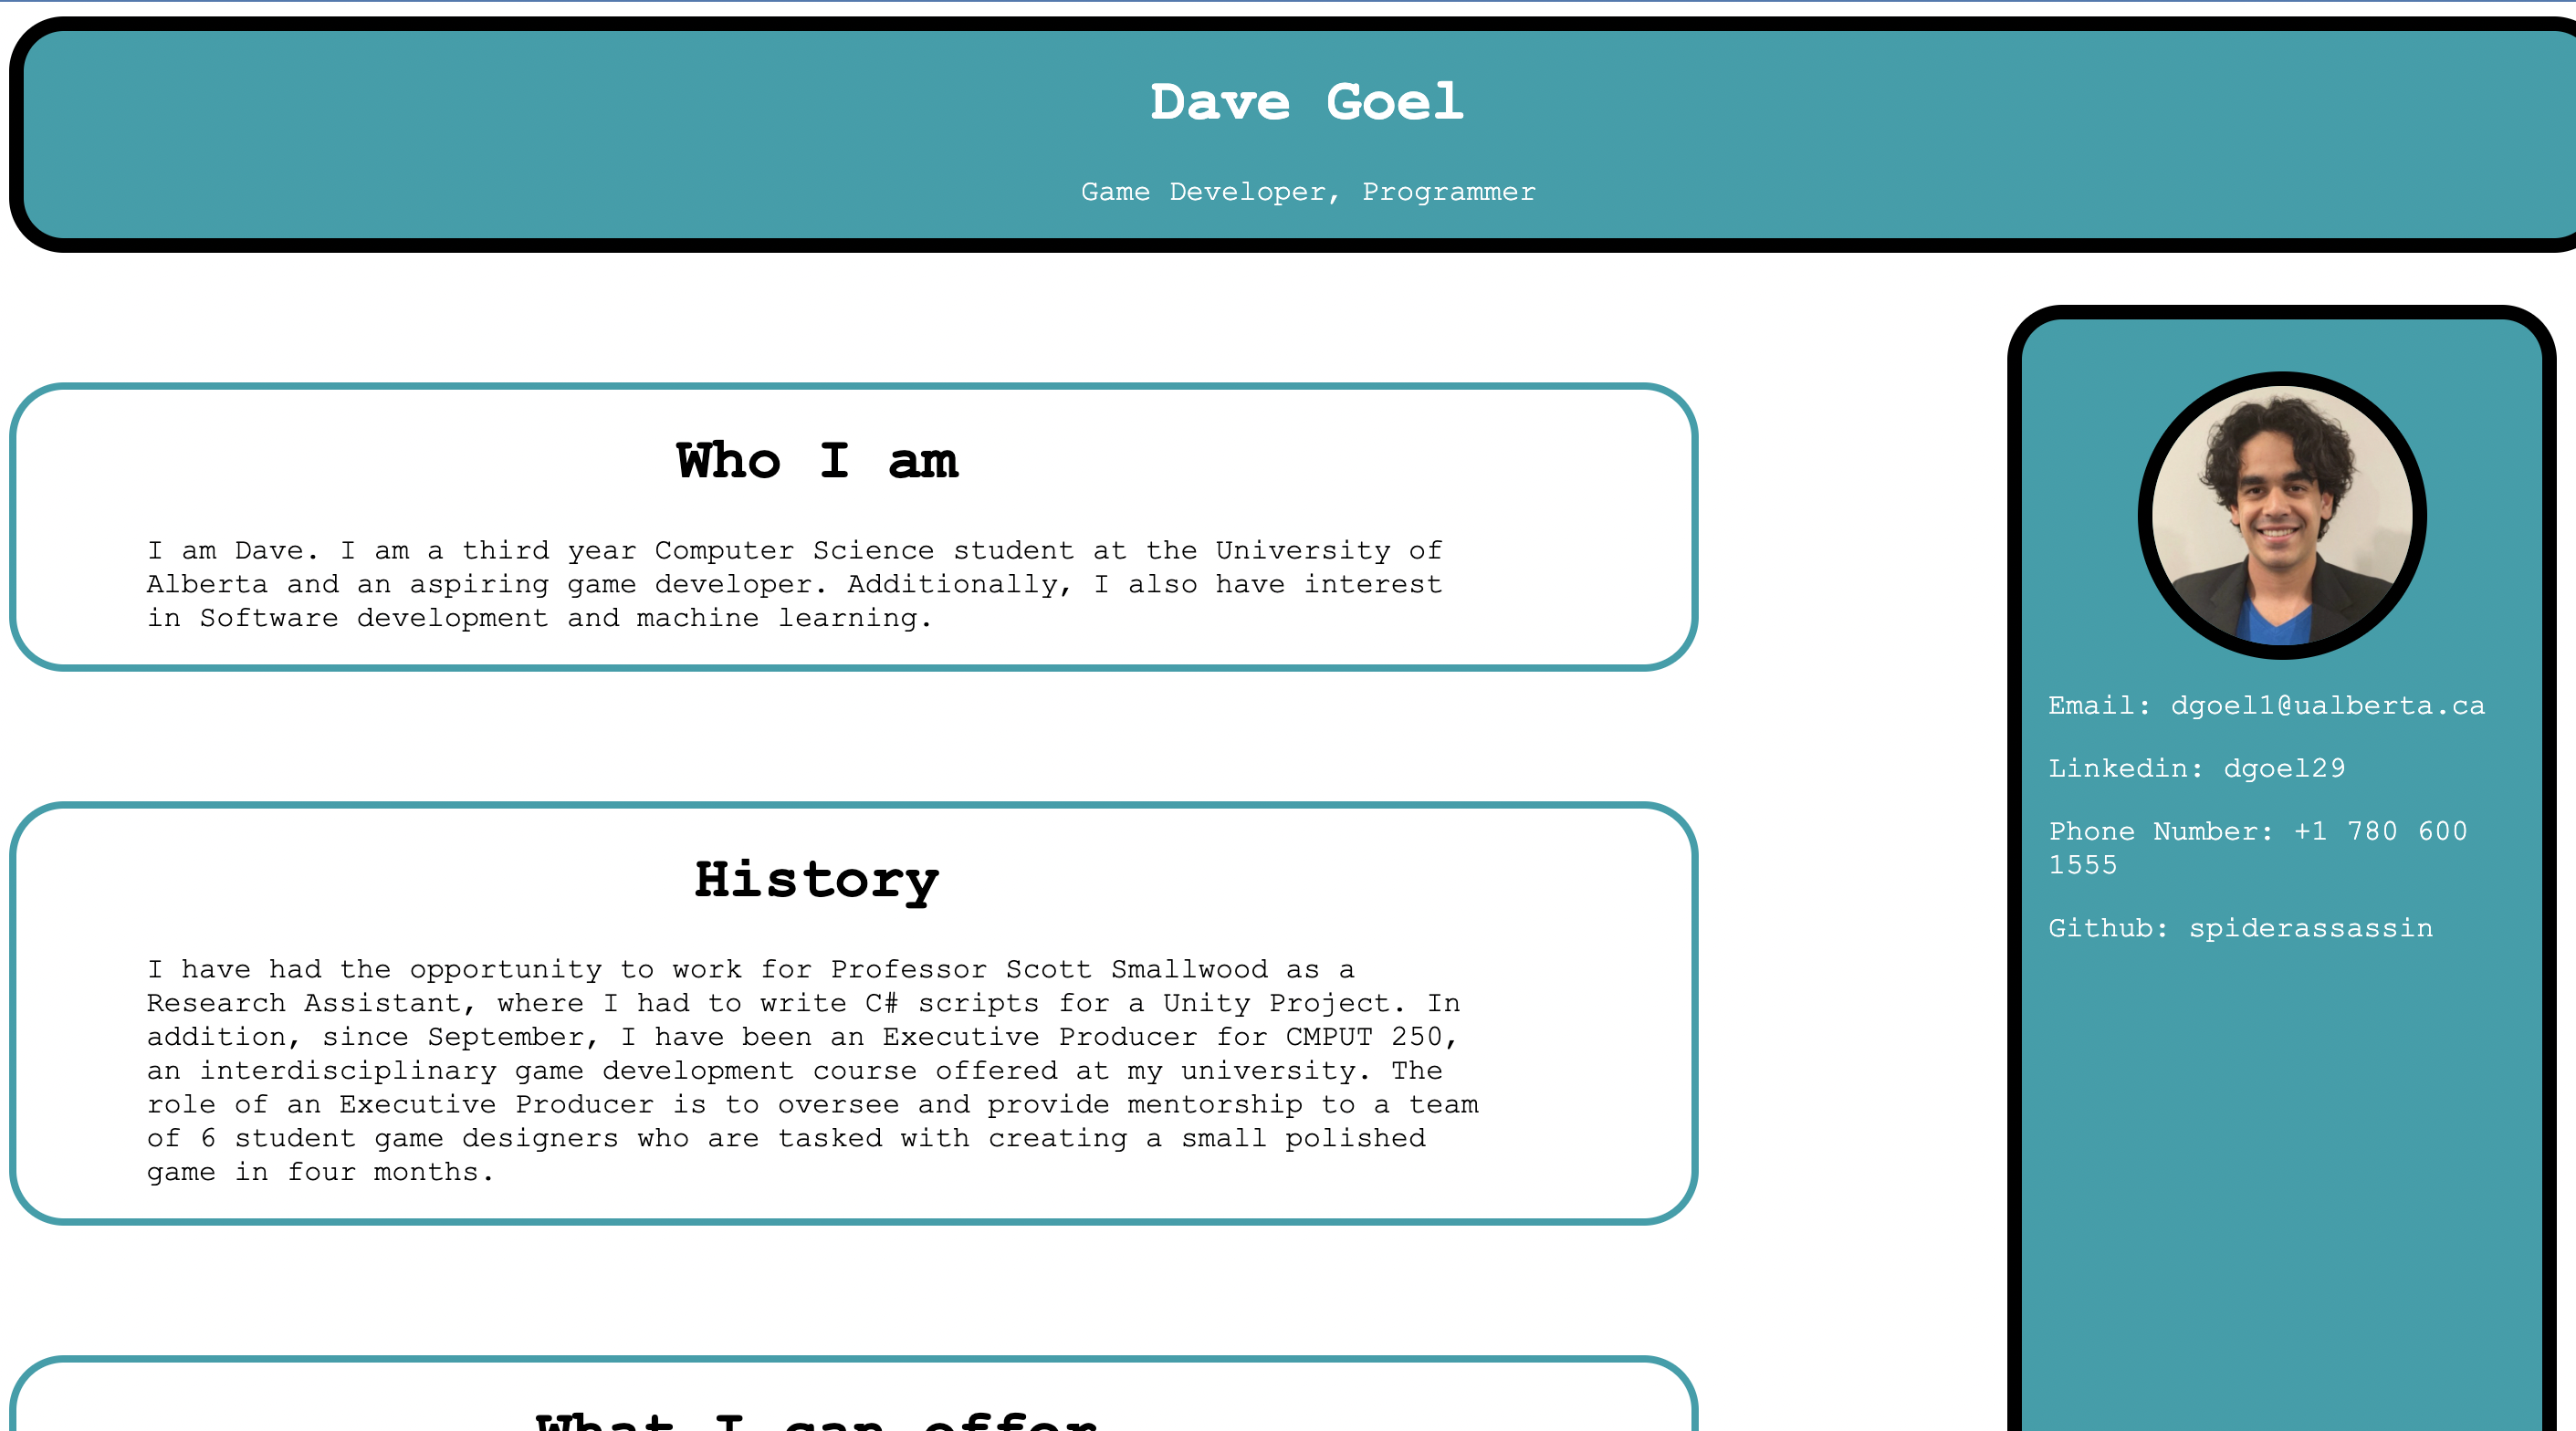 Dave Goel
Game Developer, Programmer
Who I am
I am Dave. I am a third year Computer Science student at the University of
Alberta and an aspiring game developer. Additionally, I also have interest
in Software development and machine learning.
History
I have had the opportunity to work for Professor Scott Smallwood as a
Research Assistant, where I had to write C# scripts for a Unity Project. In
addition, since September, I have been an Executive Producer for CMPUT 250,
an interdisciplinary game development course offered at my university. The
role of an Executive Producer is to oversee and provide mentorship to a team
of 6 student game designers who are tasked with creating a small polished
game in four months.
What I can offer
Email: dgoel1@ualberta.ca
Linkedin: dgoel29
Phone Number: +1 780 600
1555
Github: spiderassassin